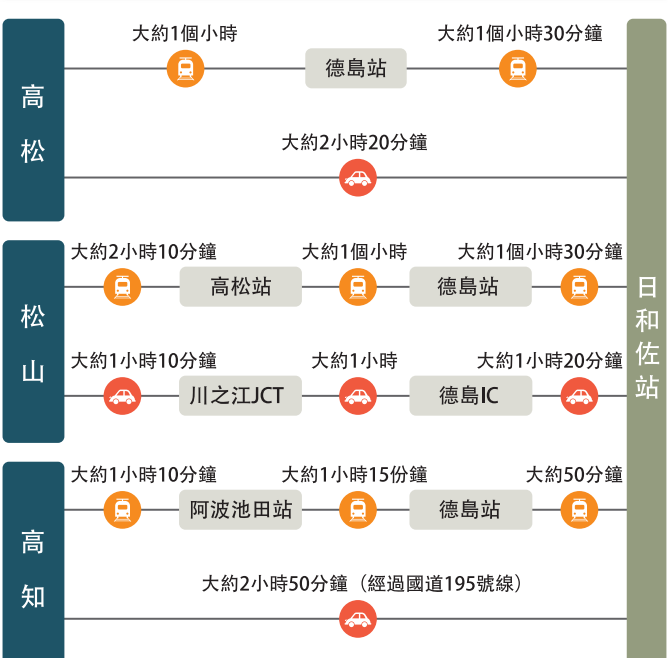 高松
大約1個小時
德島站
大約1個小時30分鐘
大約2小時20分鐘
松山
大約2小時10分鐘
高松站
大約1個小時
德島站
大約1個小時30分鐘
大約1小時10分鐘
川之江JCT
大約1小時
德島IC
大約1小時20分鐘
高知
大約1小時10分鐘
阿波池田站
大約1小時15份鐘
德島站
大約50分鐘
大約2小時50分鐘（經過國道195號線）
日和佐站